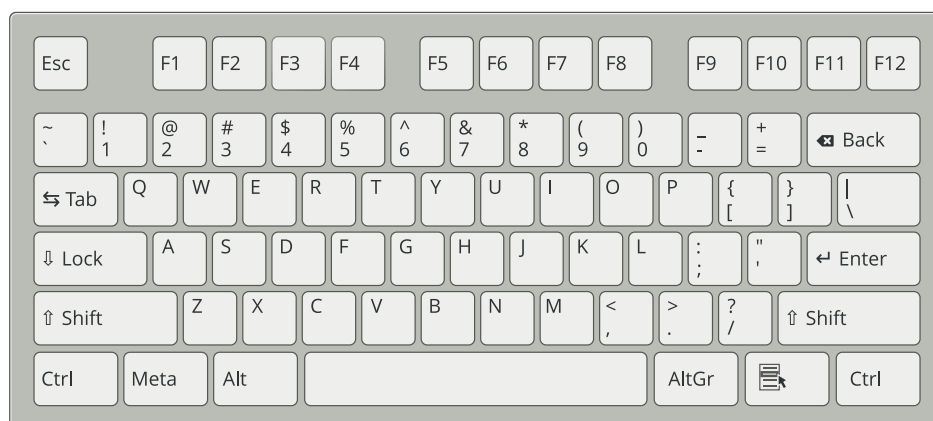 Esc F1 F2 F3 F4 F5 F6 F7 F8 F9 F10 F11 F12
~ ! @ # $ % ^ & * ( ) _ +
` 1 2 3 4 5 6 7 8 9 0 - = Back
Tab Q W E R T Y U I O P { } |
[ ] \
Lock A S D F G H J K L : "
; ' Enter
Shift Z X C V B N M < > ?
, . / Shift
Ctrl Meta Alt AltGr Ctrl